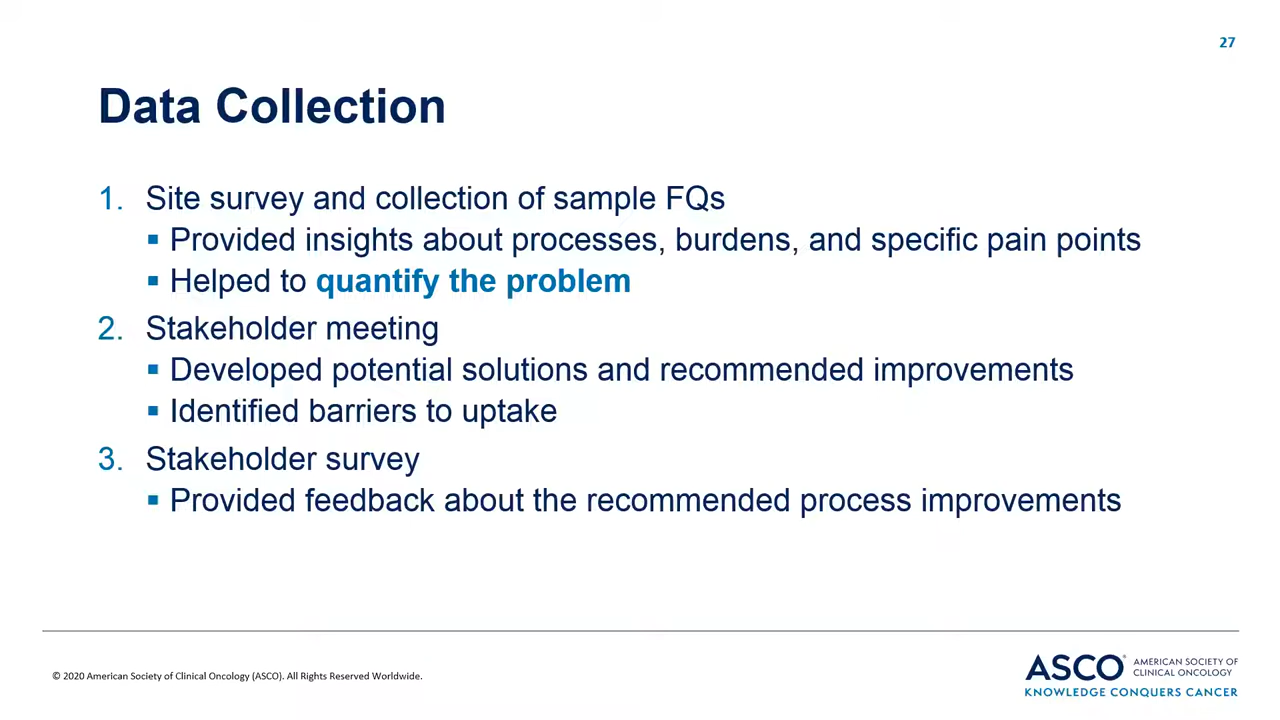 27
Data Collection
1. Site survey and collection of sample FQs
▪ Provided insights about processes, burdens, and specific pain points
▪ Helped to quantify the problem
2. Stakeholder meeting
▪ Developed potential solutions and recommended improvements
▪ Identified barriers to uptake
3. Stakeholder survey
▪ Provided feedback about the recommended process improvements
© 2020 American Society of Clinical Oncology (ASCO). All Rights Reserved Worldwide.
ASCO®
AMERICAN SOCIETY OF
CLINICAL ONCOLOGY
KNOWLEDGE CONQUERS CANCER